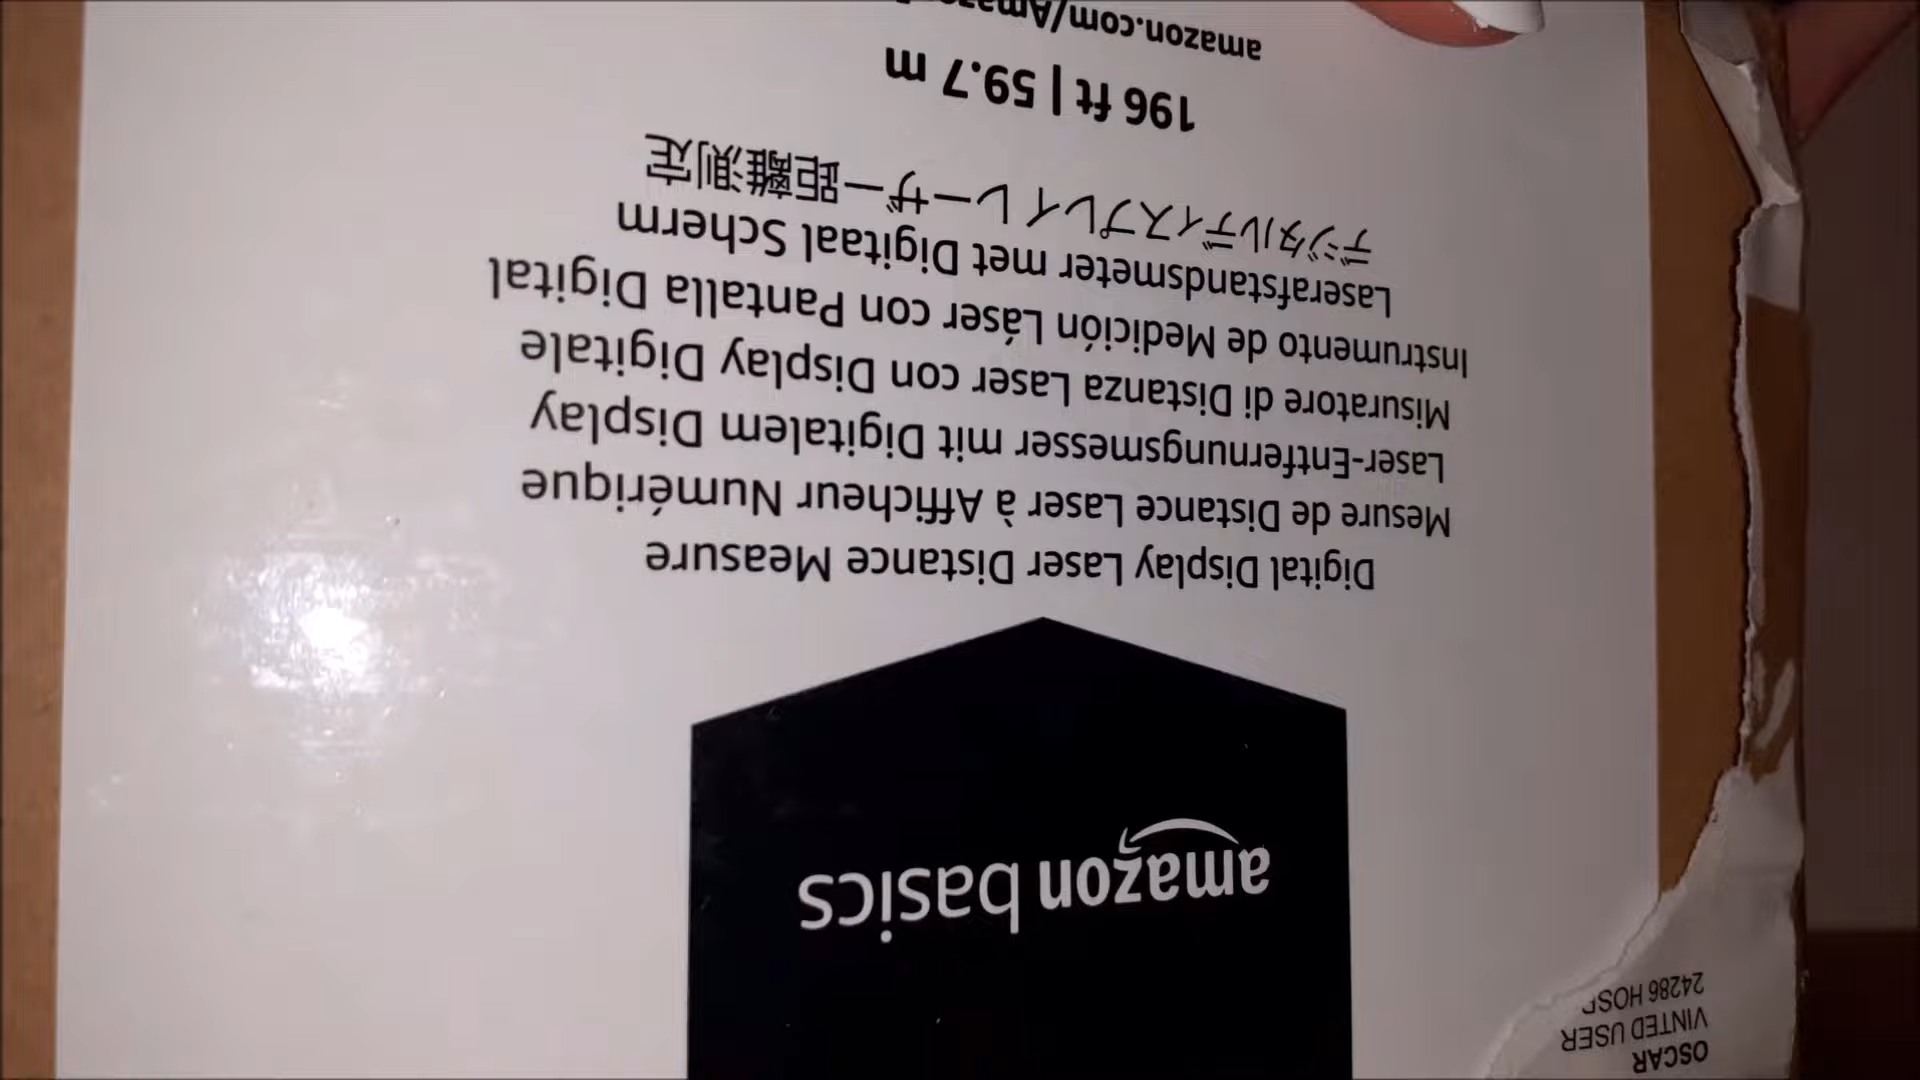 amazon basics
Digital Display Laser Distance Measure
Mesure de Distance Laser à Afficheur Numérique
Laser-Entfernungsmesser mit Digitalem Display
Misuratore di Distanza Laser con Display Digitale
Instrumento de Medición Láser con Pantalla Digital
Laserafstandsmeter met Digitaal Scherm
デジタルディスプレイレーザー距離測定
196 ft | 59.7 m
OSCAR
VINTED USER
24286